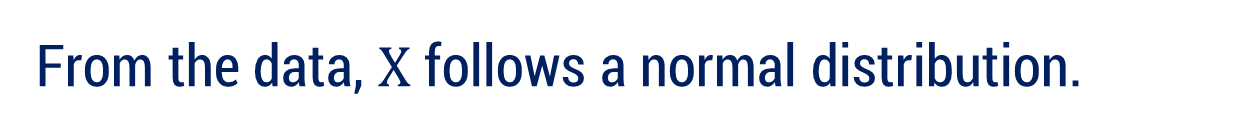 From the data, X follows a normal distribution.